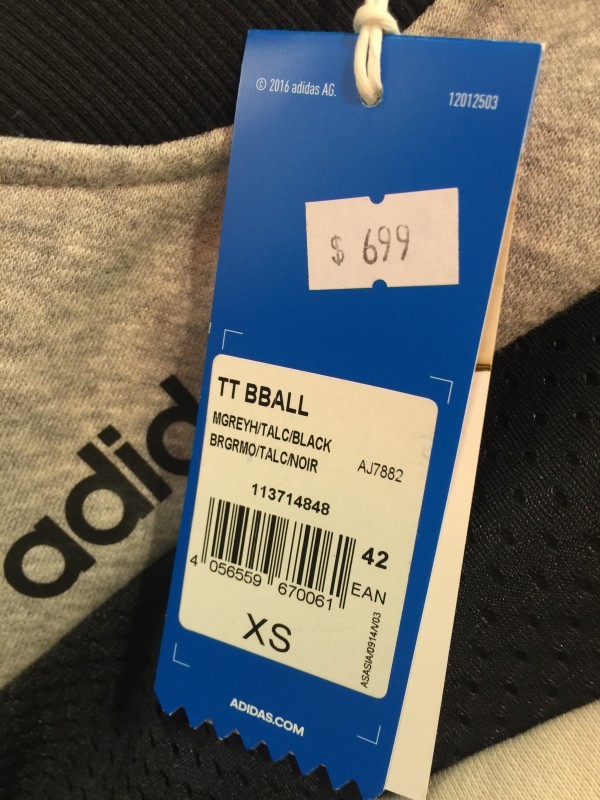 © 2016 adidas AG.
12012503
$ 699
TT BBALL
MGREYH/TALC/BLACK
BRGRMO/TALC/NOIR
AJ7882
113714848
42
4 056559 670061
EAN
XS
ASASIA/0914/V03
ADIDAS.COM
adid